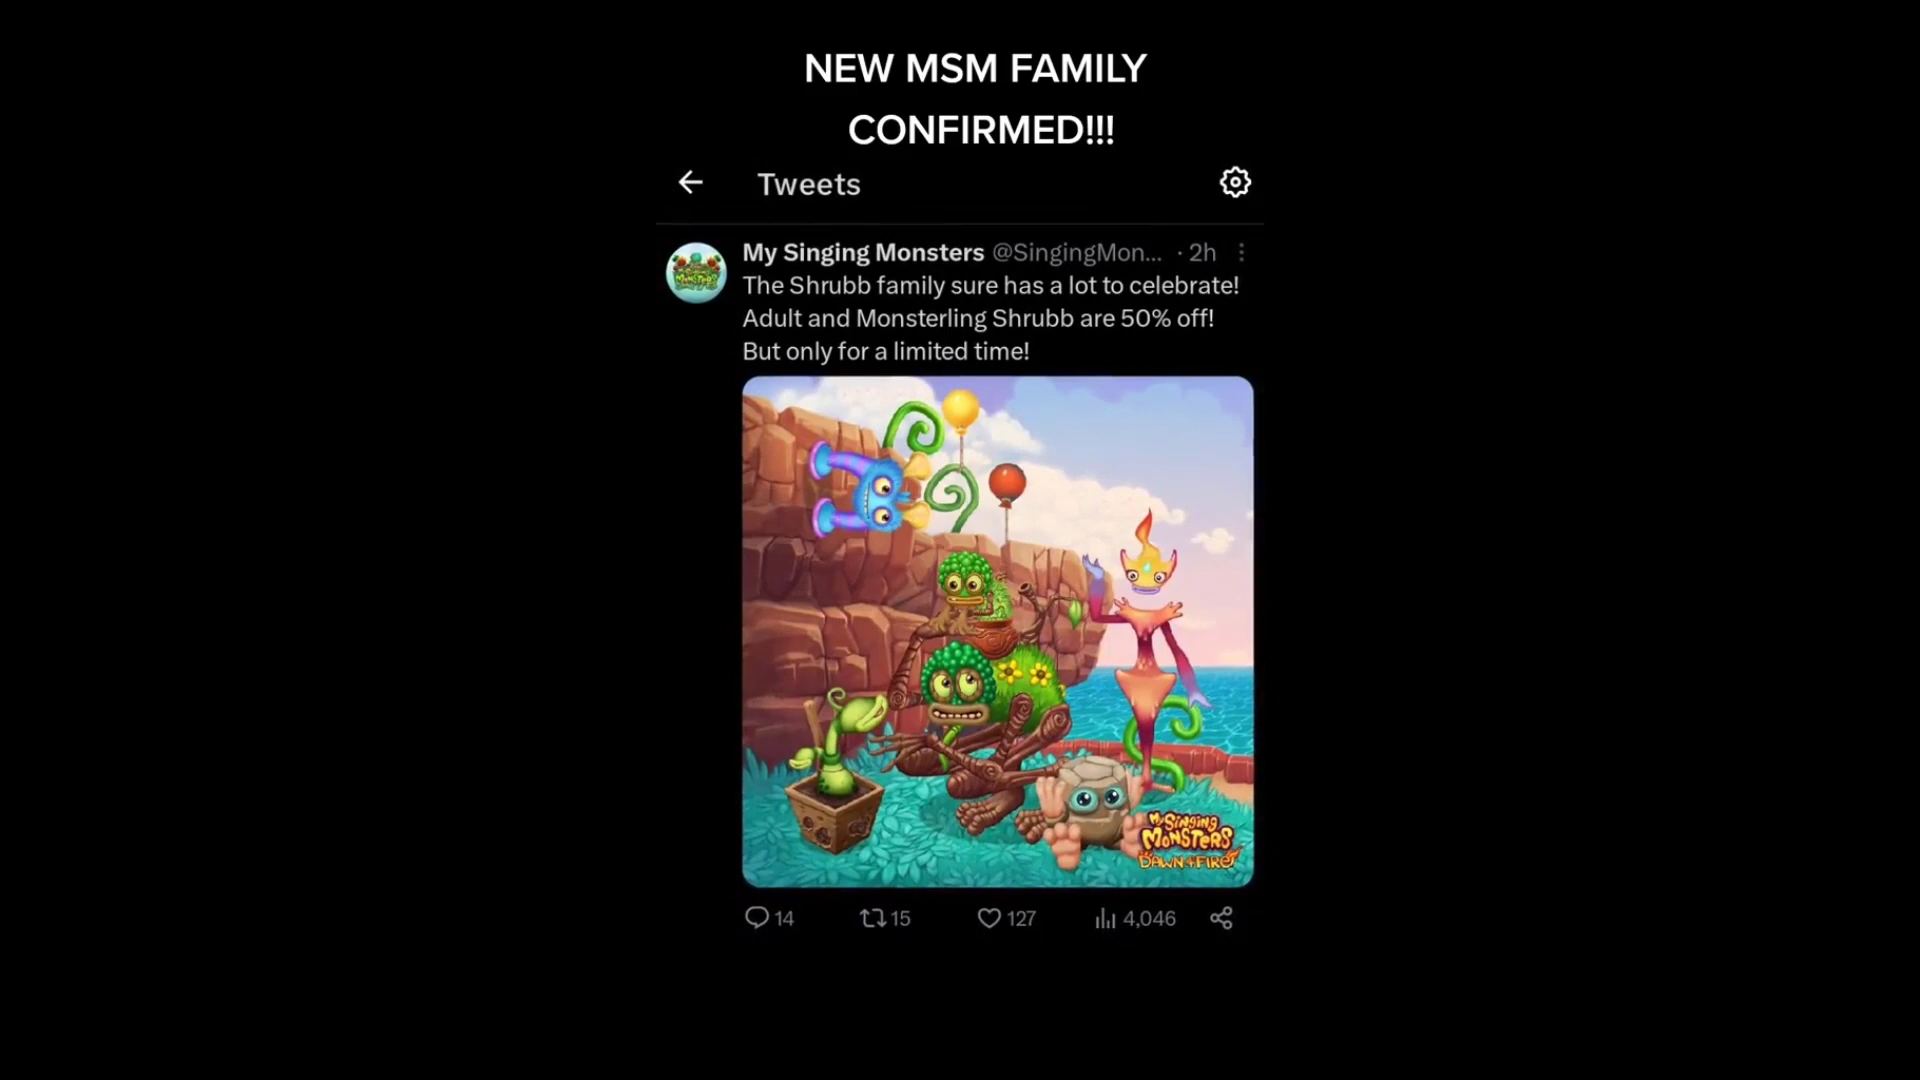 NEW MSM FAMILY
CONFIRMED!!!
Tweets
My Singing Monsters @SingingMon... · 2h
The Shrubb family sure has a lot to celebrate!
Adult and Monsterling Shrubb are 50% off!
But only for a limited time!
My Singing
MONSTERS
DAWN of FIRE
14 15 127 4,046